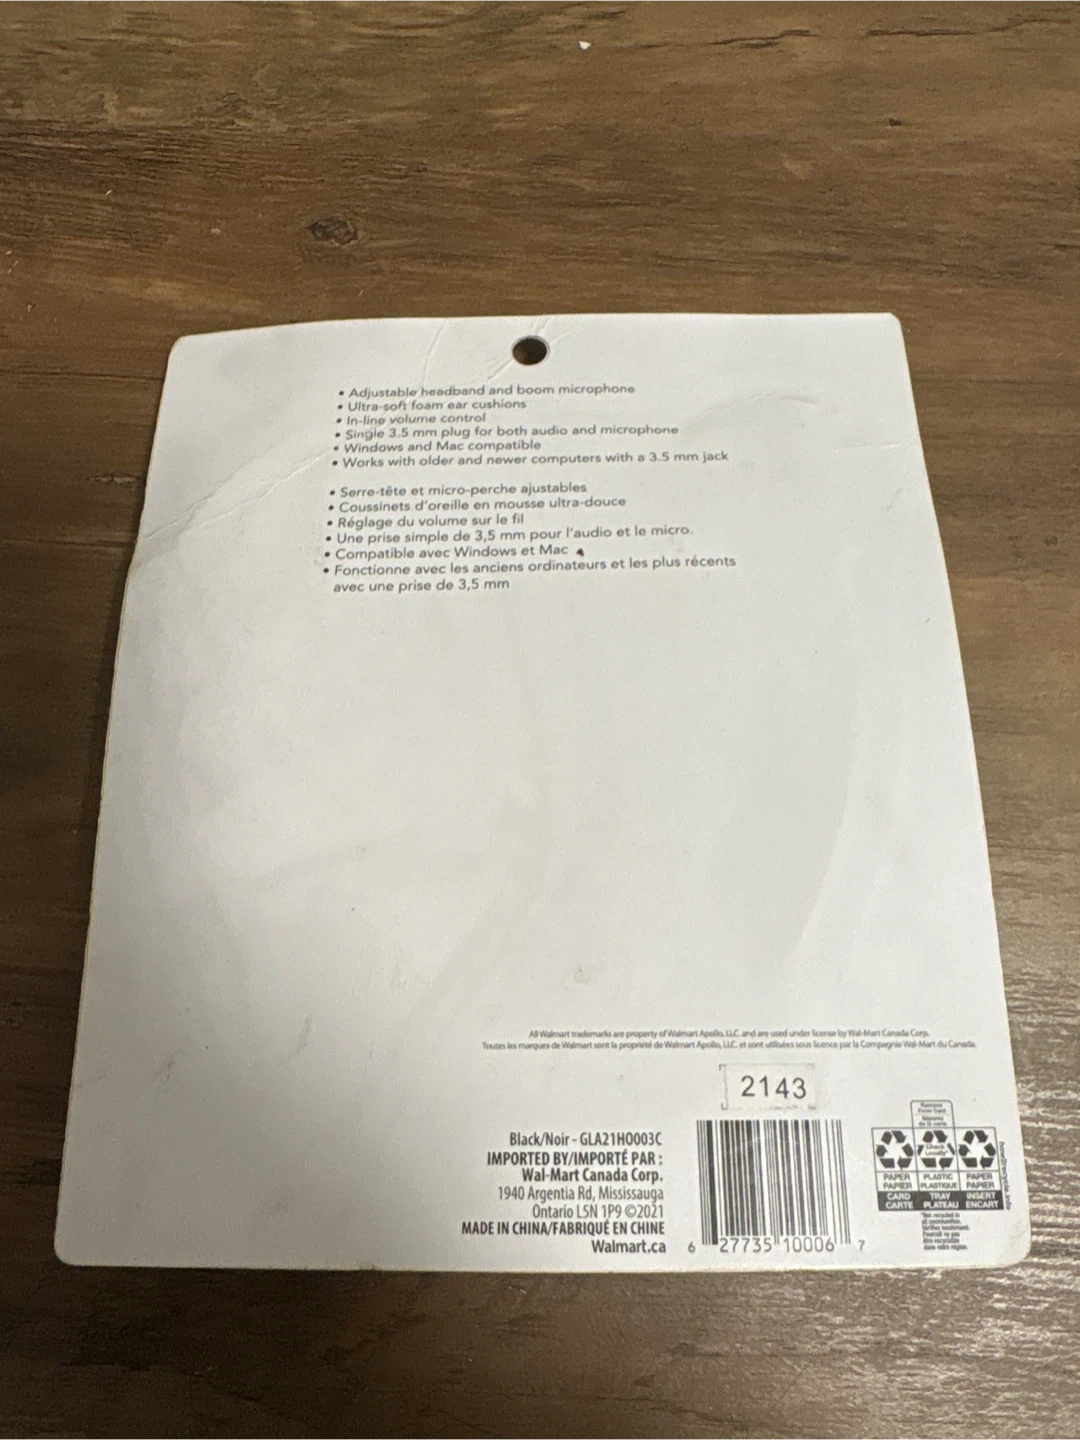 • Adjustable headband and boom microphone
• Ultra-soft foam ear cushions
• In-line volume control
• Single 3.5 mm plug for both audio and microphone
• Windows and Mac compatible
• Works with older and newer computers with a 3.5 mm jack
• Serre-tête et micro-perche ajustables
• Coussinets d'oreille en mousse ultra-douce
• Réglage du volume sur le fil
• Une prise simple de 3,5 mm pour l'audio et le micro.
• Compatible avec Windows et Mac
• Fonctionne avec les anciens ordinateurs et les plus récents
avec une prise de 3,5 mm
All Walmart trademarks are property of Walmart Apollo, LLC and are used under license by Wal-Mart Canada Corp.
Toutes les marques de Walmart sont la propriété de Walmart Apollo, LLC et sont utilisées sous licence par la Compagnie Wal-Mart du Canada.
2143
Black/Noir - GLA21HO003C
IMPORTED BY/IMPORTÉ PAR :
Wal-Mart Canada Corp.
1940 Argentia Rd, Mississauga
Ontario L5N 1P9 ©2021
MADE IN CHINA/FABRIQUÉ EN CHINE
Walmart.ca
6 27735 10006 7
Remove
From Card
Check
Locally*
PAPER PLASTIC PAPER
PAPIER PLASTIQUE PAPIER
CARD TRAY INSERT
CARTE PLATEAU ENCART
how2recycle.info